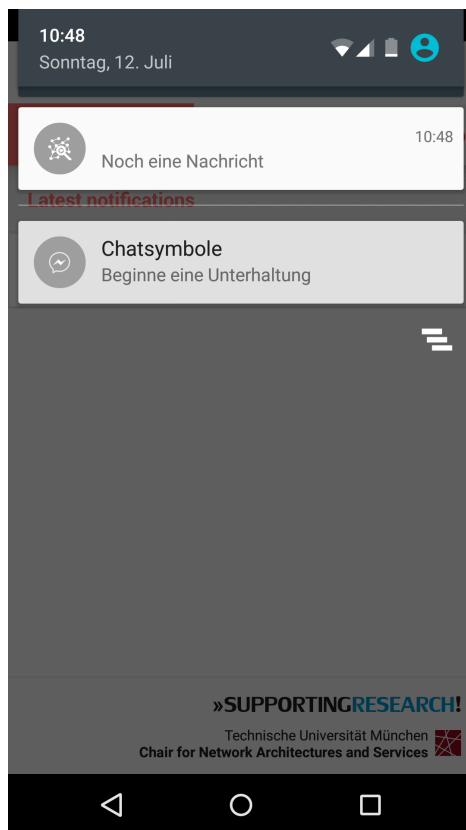 10:48
Sonntag, 12. Juli
10:48
Noch eine Nachricht
Latest notifications
Chatsymbole
Beginne eine Unterhaltung
»SUPPORTINGRESEARCH!
Technische Universität München
Chair for Network Architectures and Services